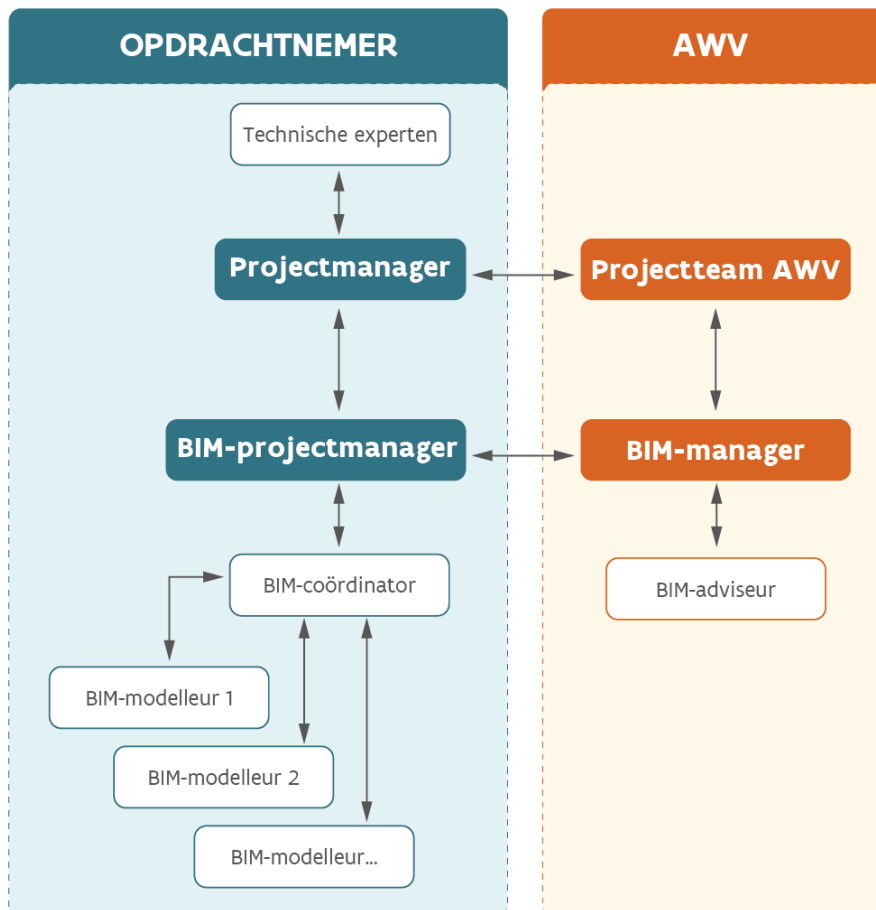 OPDRACHTNEMER
AWV
Technische experten
Projectmanager
Projectteam AWV
BIM-projectmanager
BIM-manager
BIM-coördinator
BIM-adviseur
BIM-modelleur 1
BIM-modelleur 2
BIM-modelleur...